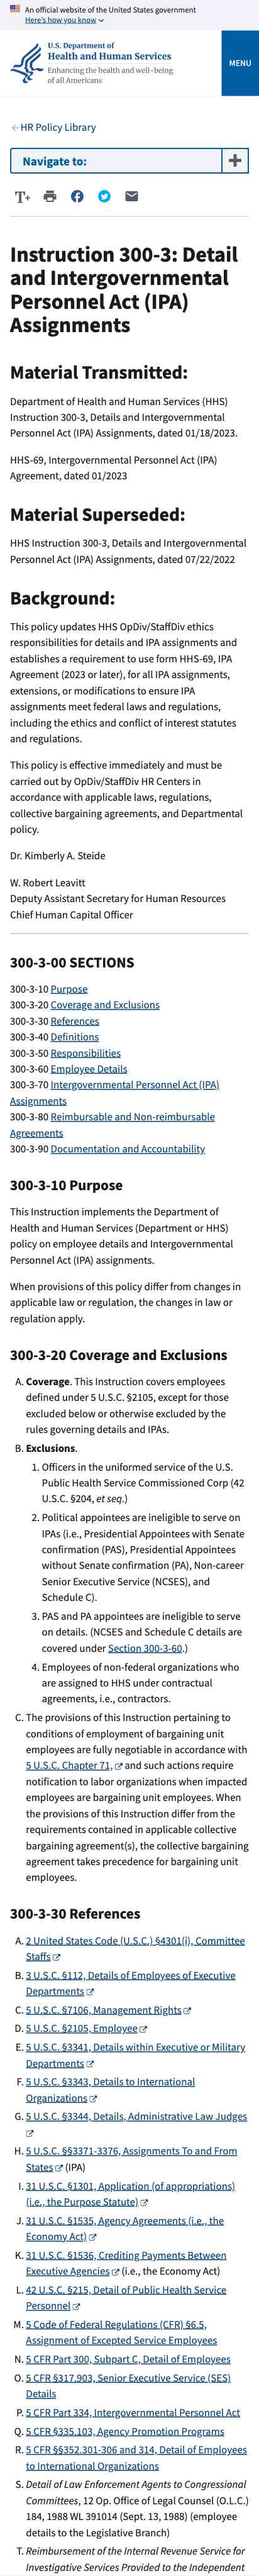 An official website of the United States government
Here's how you know
U.S. Department of
Health and Human Services
Enhancing the health and well-being
of all Americans
MENU
HR Policy Library
Navigate to:
T+
Instruction 300-3: Detail
and Intergovernmental
Personnel Act (IPA)
Assignments
Material Transmitted:
Department of Health and Human Services (HHS)
Instruction 300-3, Details and Intergovernmental
Personnel Act (IPA) Assignments, dated 01/18/2023.
HHS-69, Intergovernmental Personnel Act (IPA)
Agreement, dated 01/2023
Material Superseded:
HHS Instruction 300-3, Detail and Intergovernmental
Personnel Act (IPA) Assignments, dated 07/22/2022
Background:
This policy updates HHS OpDiv/StaffDiv ethics
responsibilities for details and IPA assignments and
establishes a requirement to use form HHS-69, IPA
Agreement (2023 or later), for all IPA assignments,
extensions, or modifications to ensure IPA
assignments meet federal laws and regulations,
including the ethics and conflict of interest statutes
and regulations.
This policy is effective immediately and must be
carried out by OpDiv/StaffDiv HR Centers in
accordance with applicable laws, regulations,
collective bargaining agreements, and Departmental
policy.
Dr. Kimberly A. Steide
W. Robert Leavitt
Deputy Assistant Secretary for Human Resources
Chief Human Capital Officer
300-3-00 SECTIONS
300-3-10 Purpose
300-3-20 Coverage and Exclusions
300-3-30 References
300-3-40 Definitions
300-3-50 Responsibilities
300-3-60 Employee Details
300-3-70 Intergovernmental Personnel Act (IPA)
Assignments
300-3-80 Reimbursable and Non-reimbursable
Agreements
300-3-90 Documentation and Accountability
300-3-10 Purpose
This Instruction implements the Department of
Health and Human Services (Department or HHS)
policy on employee details and Intergovernmental
Personnel Act (IPA) assignments.
When provisions of this policy differ from changes in
applicable law or regulation, the changes in law or
regulation apply.
300-3-20 Coverage and Exclusions
A. Coverage. This Instruction covers employees
defined under 5 U.S.C. §2105, except for those
excluded below or otherwise excluded by the
rules governing details and IPAs.
B. Exclusions.
1. Officers in the uniformed service of the U.S.
Public Health Service Commissioned Corp (42
U.S.C. §204, et seq.)
2. Political appointees are ineligible to serve on
IPAs (i.e., Presidential Appointees with Senate
confirmation (PAS), Presidential Appointees
without Senate confirmation (PA), Non-career
Senior Executive Service (NCSES), and
Schedule C).
3. PAS and PA appointees are ineligible to serve
on details. (NCSES and Schedule C details are
covered under Section 300-3-60.)
4. Employees of non-federal organizations who
are assigned to HHS under contractual
agreements, i.e., contractors.
C. The provisions of this Instruction pertaining to
conditions of employment of bargaining unit
employees are fully negotiable in accordance with
5 U.S.C. Chapter 71, and such actions require
notification to labor organizations when impacted
employees are bargaining unit employees. When
the provisions of this Instruction differ from the
requirements contained in applicable collective
bargaining agreement(s), the collective bargaining
agreement takes precedence for bargaining unit
employees.
300-3-30 References
A. 2 United States Code (U.S.C.) §4301(i), Committee
Staffs
B. 3 U.S.C. §112, Details of Employees of Executive
Departments
C. 5 U.S.C. §7106, Management Rights
D. 5 U.S.C. §2105, Employee
E. 5 U.S.C. §3341, Details within Executive or Military
Departments
F. 5 U.S.C. §3343, Details to International
Organizations
G. 5 U.S.C. §3344, Details, Administrative Law Judges
H. 5 U.S.C. §§3371-3376, Assignments To and From
States (IPA)
I. 31 U.S.C. §1301, Application (of appropriations)
(i.e., the Purpose Statute)
J. 31 U.S.C. §1535, Agency Agreements (i.e., the
Economy Act)
K. 31 U.S.C. §1536, Crediting Payments Between
Executive Agencies (i.e., the Economy Act)
L. 42 U.S.C. §215, Detail of Public Health Service
Personnel
M. 5 Code of Federal Regulations (CFR) §6.5,
Assignment of Excepted Service Employees
N. 5 CFR Part 300, Subpart C, Detail of Employees
O. 5 CFR §317.903, Senior Executive Service (SES)
Details
P. 5 CFR Part 334, Intergovernmental Personnel Act
Q. 5 CFR §335.103, Agency Promotion Programs
R. 5 CFR §§352.301-306 and 314, Detail of Employees
to International Organizations
S. Detail of Law Enforcement Agents to Congressional
Committees, 12 Op. Office of Legal Counsel (O.L.C.)
184, 1988 WL 391014 (Sept. 13, 1988) (employee
details to the Legislative Branch)
T. Reimbursement of the Internal Revenue Service for
Investigative Services Provided to the Independent